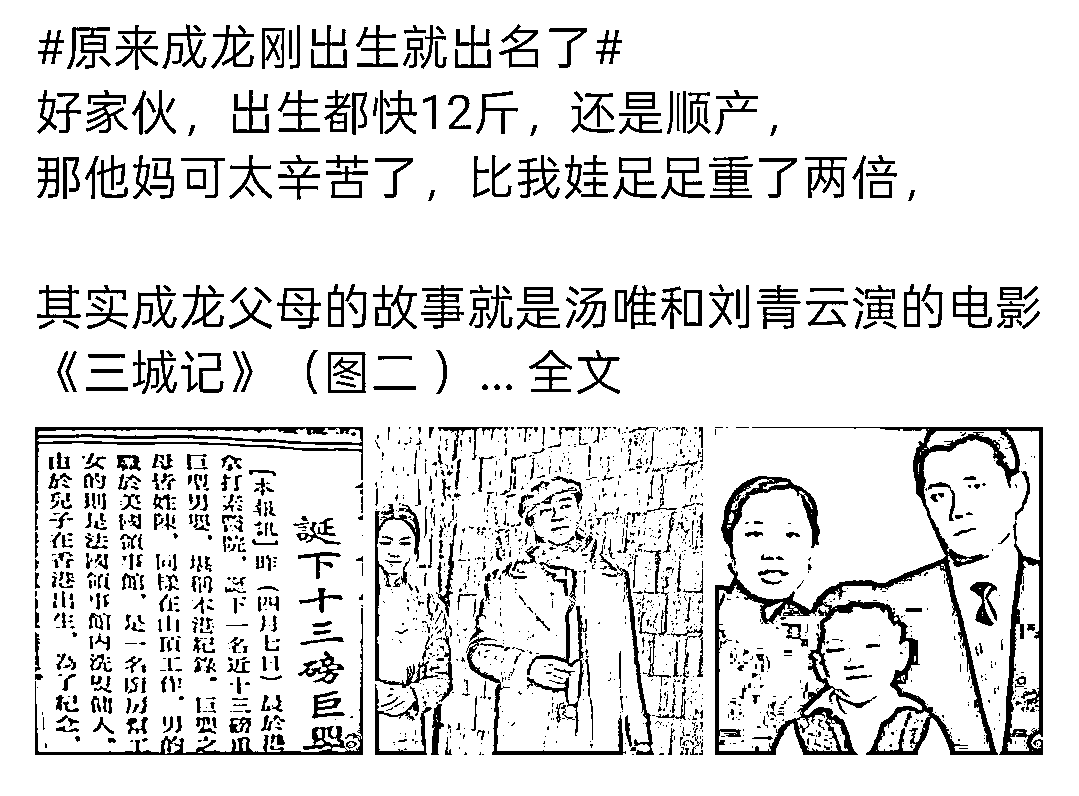 #原来成龙刚出生就出名了#
好家伙，出生都快12斤，还是顺产，
那他妈可太辛苦了，比我娃足足重了两倍，
其实成龙父母的故事就是汤唯和刘青云演的电影
《三城记》（图二 ）... 全文
誕下十三磅巨嬰
［本報訊］昨（四月七日）晨於港
拿打素醫院，誕下一名近十三磅重
巨型男嬰，堪稱本港紀錄。巨嬰之
母皆姓陳，同樣在山頂工作，男的
職於美國領事館，是一名廚房幫工
女的則是法國領事館內洗熨傭人。
由於兒子在香港出生，為了紀念，